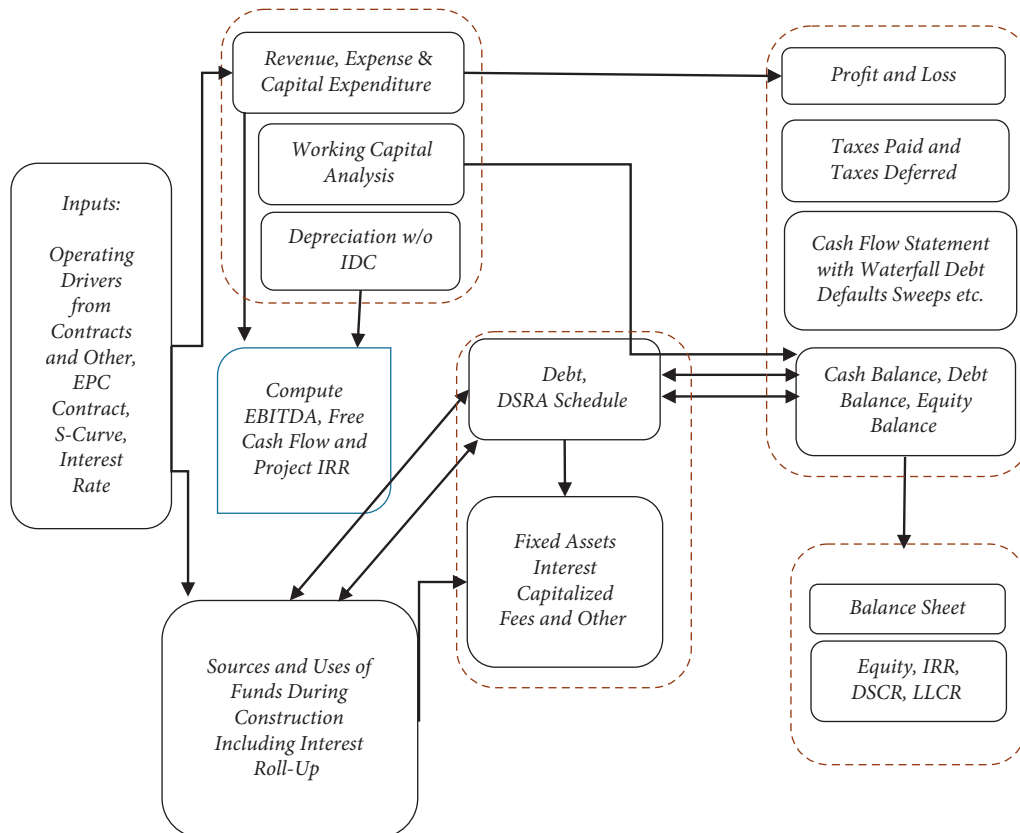 Inputs:
Operating
Drivers
from
Contracts
and Other,
EPC
Contract,
S-Curve,
Interest
Rate
Revenue, Expense &
Capital Expenditure
Working Capital
Analysis
Depreciation w/o
IDC
Compute
EBITDA, Free
Cash Flow and
Project IRR
Sources and Uses of
Funds During
Construction
Including Interest
Roll-Up
Debt,
DSRA Schedule
Fixed Assets
Interest
Capitalized
Fees and Other
Profit and Loss
Taxes Paid and
Taxes Deferred
Cash Flow Statement
with Waterfall Debt
Defaults Sweeps etc.
Cash Balance, Debt
Balance, Equity
Balance
Balance Sheet
Equity, IRR,
DSCR, LLCR